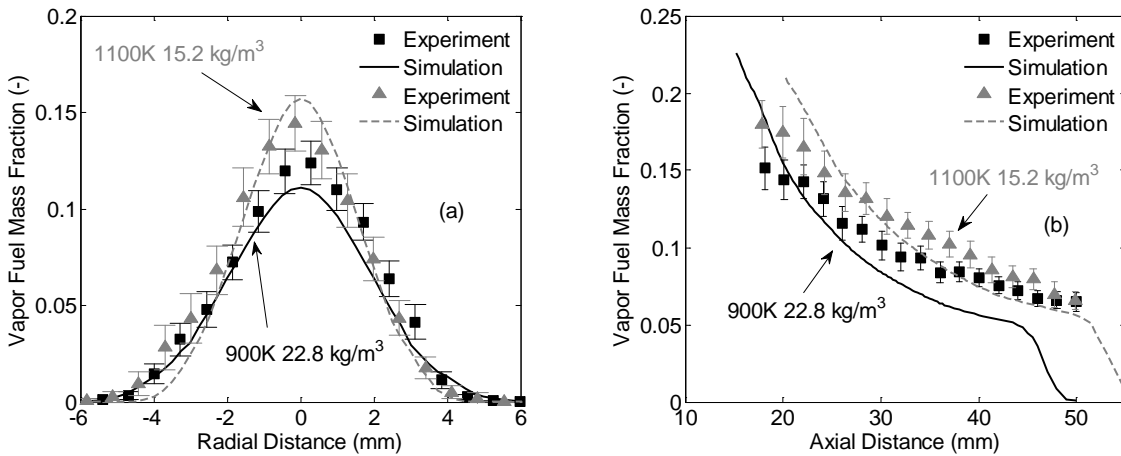 0.2
0.15
0.1
0.05
0
Vapor Fuel Mass Fraction (-)
1100K 15.2 kg/m³
Experiment
Simulation
Experiment
Simulation
(a)
900K 22.8 kg/m³
-6 -4 -2 0 2 4 6
Radial Distance (mm)
0.25
0.2
0.15
0.1
0.05
0
Vapor Fuel Mass Fraction (-)
Experiment
Simulation
Experiment
Simulation
1100K 15.2 kg/m³
(b)
900K 22.8 kg/m³
10 20 30 40 50
Axial Distance (mm)